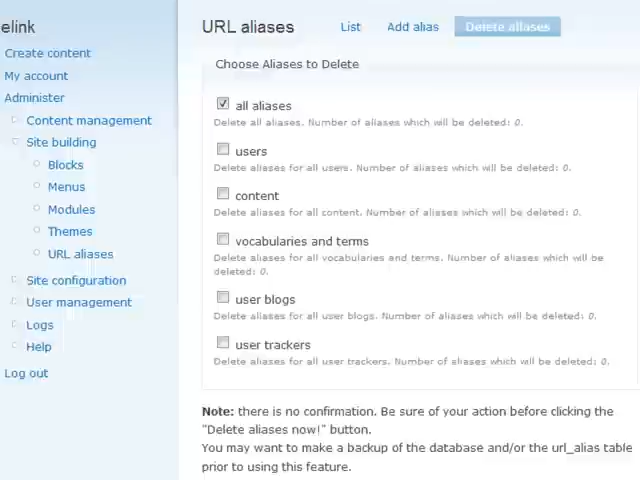 elink
Create content
My account
Administer
Content management
Site building
Blocks
Menus
Modules
Themes
URL aliases
Site configuration
User management
Logs
Help
Log out
URL aliases
List
Add alias
Delete aliases
Choose Aliases to Delete
all aliases
Delete all aliases. Number of aliases which will be deleted: 0.
users
Delete aliases for all users. Number of aliases which will be deleted: 0.
content
Delete aliases for all content. Number of aliases which will be deleted: 0.
vocabularies and terms
Delete aliases for all vocabularies and terms. Number of aliases which will be
deleted: 0.
user blogs
Delete aliases for all user blogs. Number of aliases which will be deleted: 0.
user trackers
Delete aliases for all user trackers. Number of aliases which will be deleted: 0.
Note: there is no confirmation. Be sure of your action before clicking the
"Delete aliases now!" button.
You may want to make a backup of the database and/or the url_alias table
prior to using this feature.